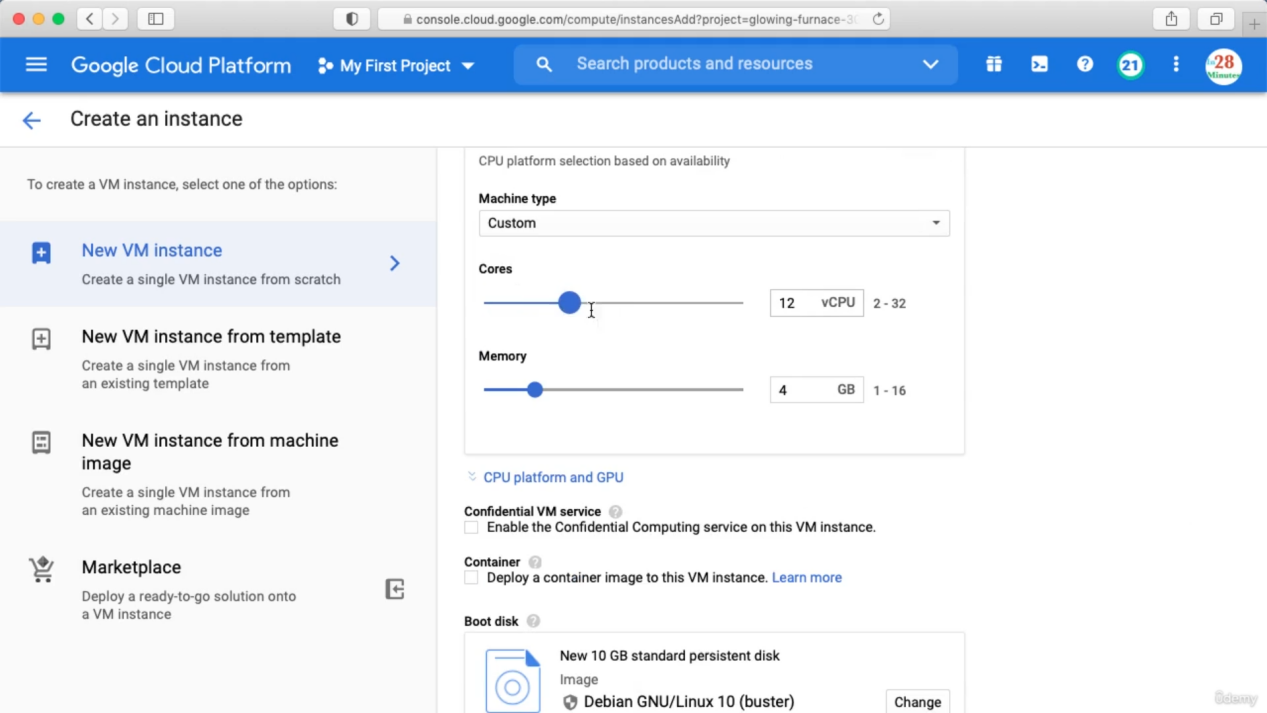 console.cloud.google.com/compute/instancesAdd?project=glowing-furnace-30
Google Cloud Platform
My First Project
Search products and resources
21
in28
Minutes
Create an instance
To create a VM instance, select one of the options:
New VM instance
Create a single VM instance from scratch
New VM instance from template
Create a single VM instance from
an existing template
New VM instance from machine
image
Create a single VM instance from
an existing machine image
Marketplace
Deploy a ready-to-go solution onto
a VM instance
CPU platform selection based on availability
Machine type
Custom
Cores
12 vCPU 2 - 32
Memory
4 GB 1 - 16
CPU platform and GPU
Confidential VM service
Enable the Confidential Computing service on this VM instance.
Container
Deploy a container image to this VM instance. Learn more
Boot disk
New 10 GB standard persistent disk
Image
Debian GNU/Linux 10 (buster)
Change
ûdemy